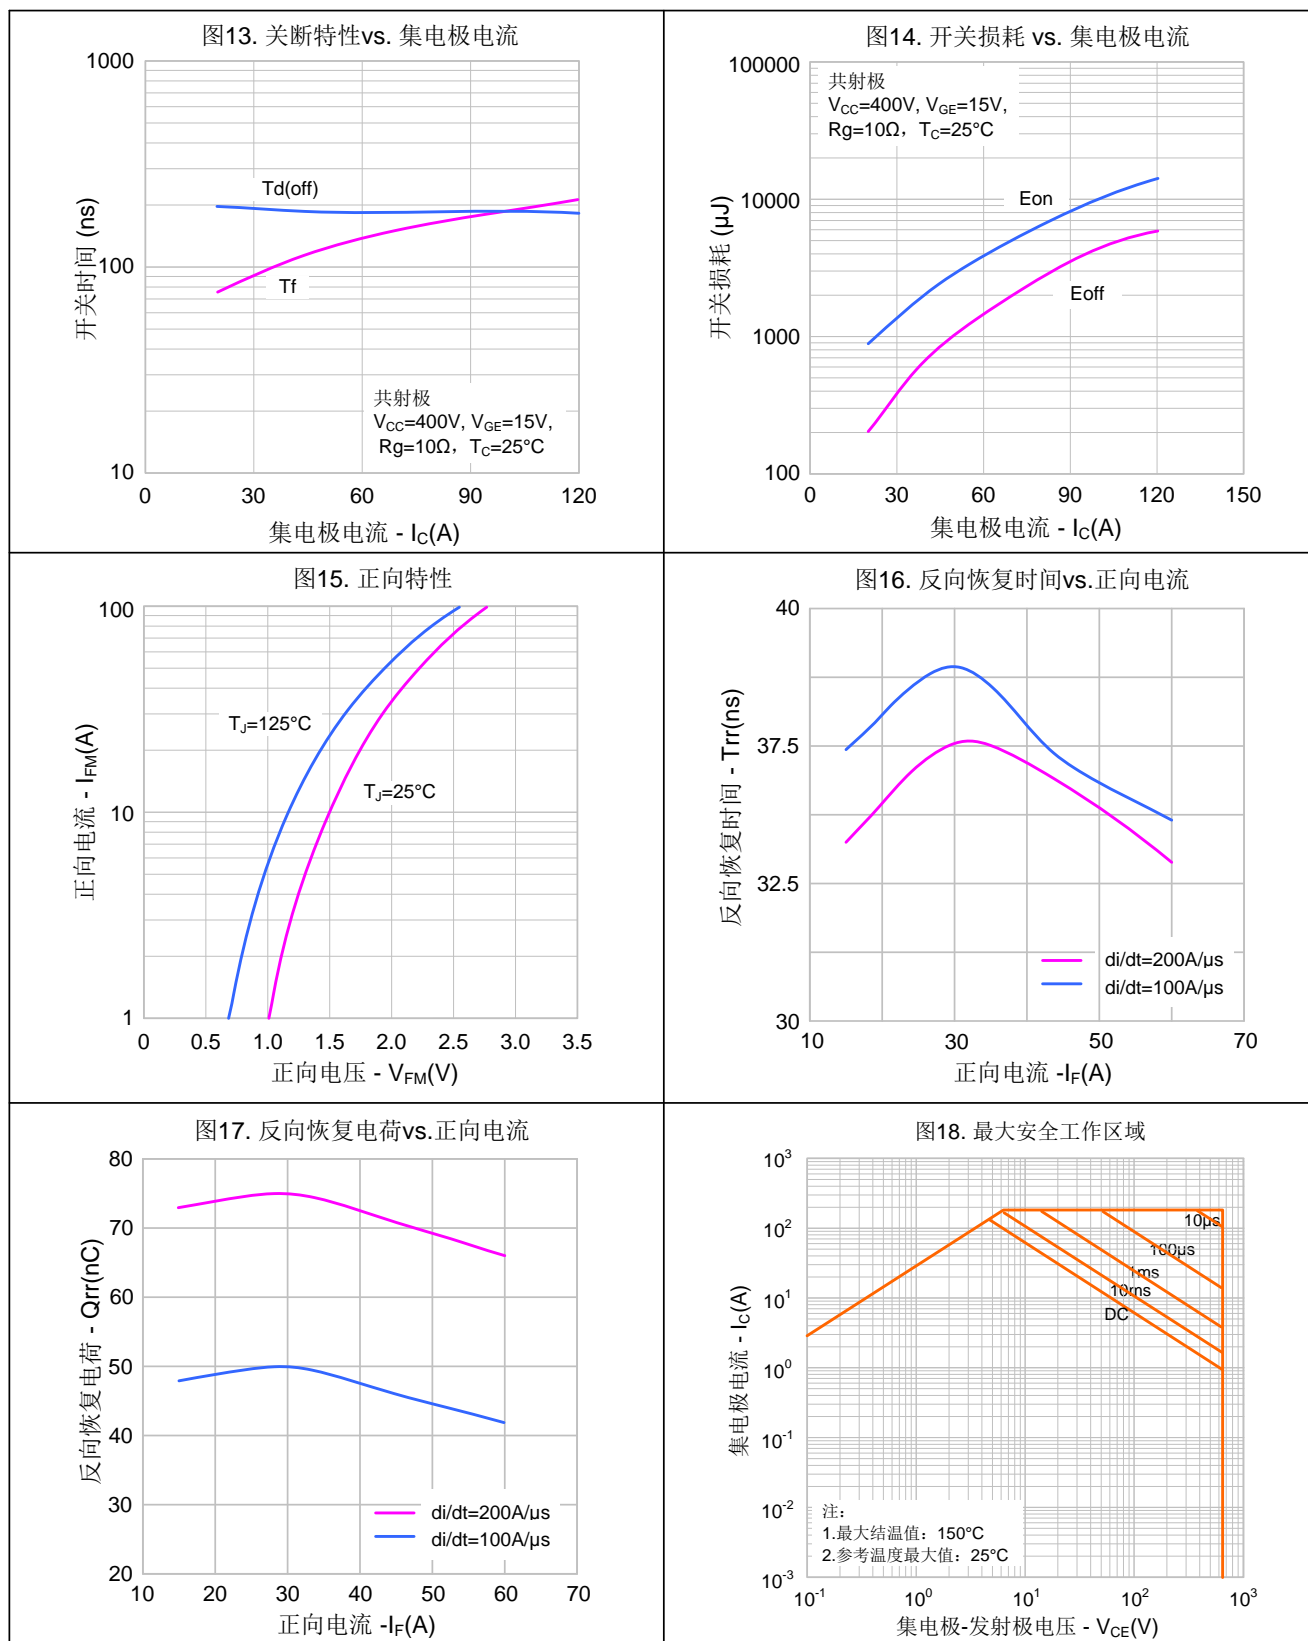 图13. 关断特性vs. 集电极电流
1000
100
10
0 30 60 90 120
开关时间 (ns)
Td(off)
Tf
共射极
VCC=400V, VGE=15V,
Rg=10Ω，TC=25°C
集电极电流 - IC(A)
图14. 开关损耗 vs. 集电极电流
100000
10000
1000
100
0 30 60 90 120 150
开关损耗 (μJ)
共射极
VCC=400V, VGE=15V,
Rg=10Ω，TC=25°C
Eon
Eoff
集电极电流 - IC(A)
图15. 正向特性
100
10
1
0 0.5 1.0 1.5 2.0 2.5 3.0 3.5
正向电流 - IFM(A)
TJ=125°C
TJ=25°C
正向电压 - VFM(V)
图16. 反向恢复时间vs.正向电流
40
37.5
32.5
30
10 30 50 70
反向恢复时间 - Trr(ns)
di/dt=200A/μs
di/dt=100A/μs
正向电流 -IF(A)
图17. 反向恢复电荷vs.正向电流
80
70
60
50
40
30
20
10 20 30 40 50 60 70
反向恢复电荷 - Qrr(nC)
di/dt=200A/μs
di/dt=100A/μs
正向电流 -IF(A)
图18. 最大安全工作区域
10³
10²
10¹
10⁰
10⁻¹
10⁻²
10⁻³
10⁻¹ 10⁰ 10¹ 10² 10³
集电极电流 - IC(A)
10μs
100μs
1ms
10ms
DC
注：
1.最大结温值：150°C
2.参考温度最大值：25°C
集电极-发射极电压 - VCE(V)